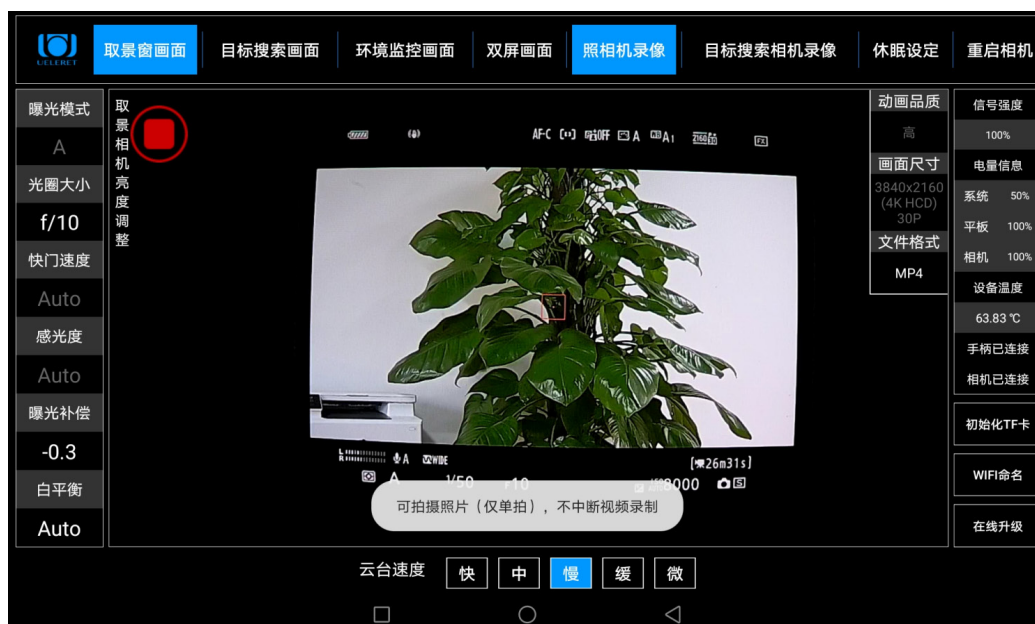 UELERET
取景窗画面
目标搜索画面
环境监控画面
双屏画面
照相机录像
目标搜索相机录像
休眠设定
重启相机
曝光模式
A
光圈大小
f/10
快门速度
Auto
感光度
Auto
曝光补偿
-0.3
白平衡
Auto
取景相机亮度调整
AF-C OFF A A1 2160 30 FX
L
R A WIDE
[26m31s]
A 1/50 F10 8000 S
可拍摄照片（仅单拍），不中断视频录制
动画品质
高
画面尺寸
3840x2160
(4K HCD)
30P
文件格式
MP4
信号强度
100%
电量信息
系统 50%
平板 100%
相机 100%
设备温度
63.83 ℃
手柄已连接
相机已连接
初始化TF卡
WIFI命名
在线升级
云台速度 快 中 慢 缓 微